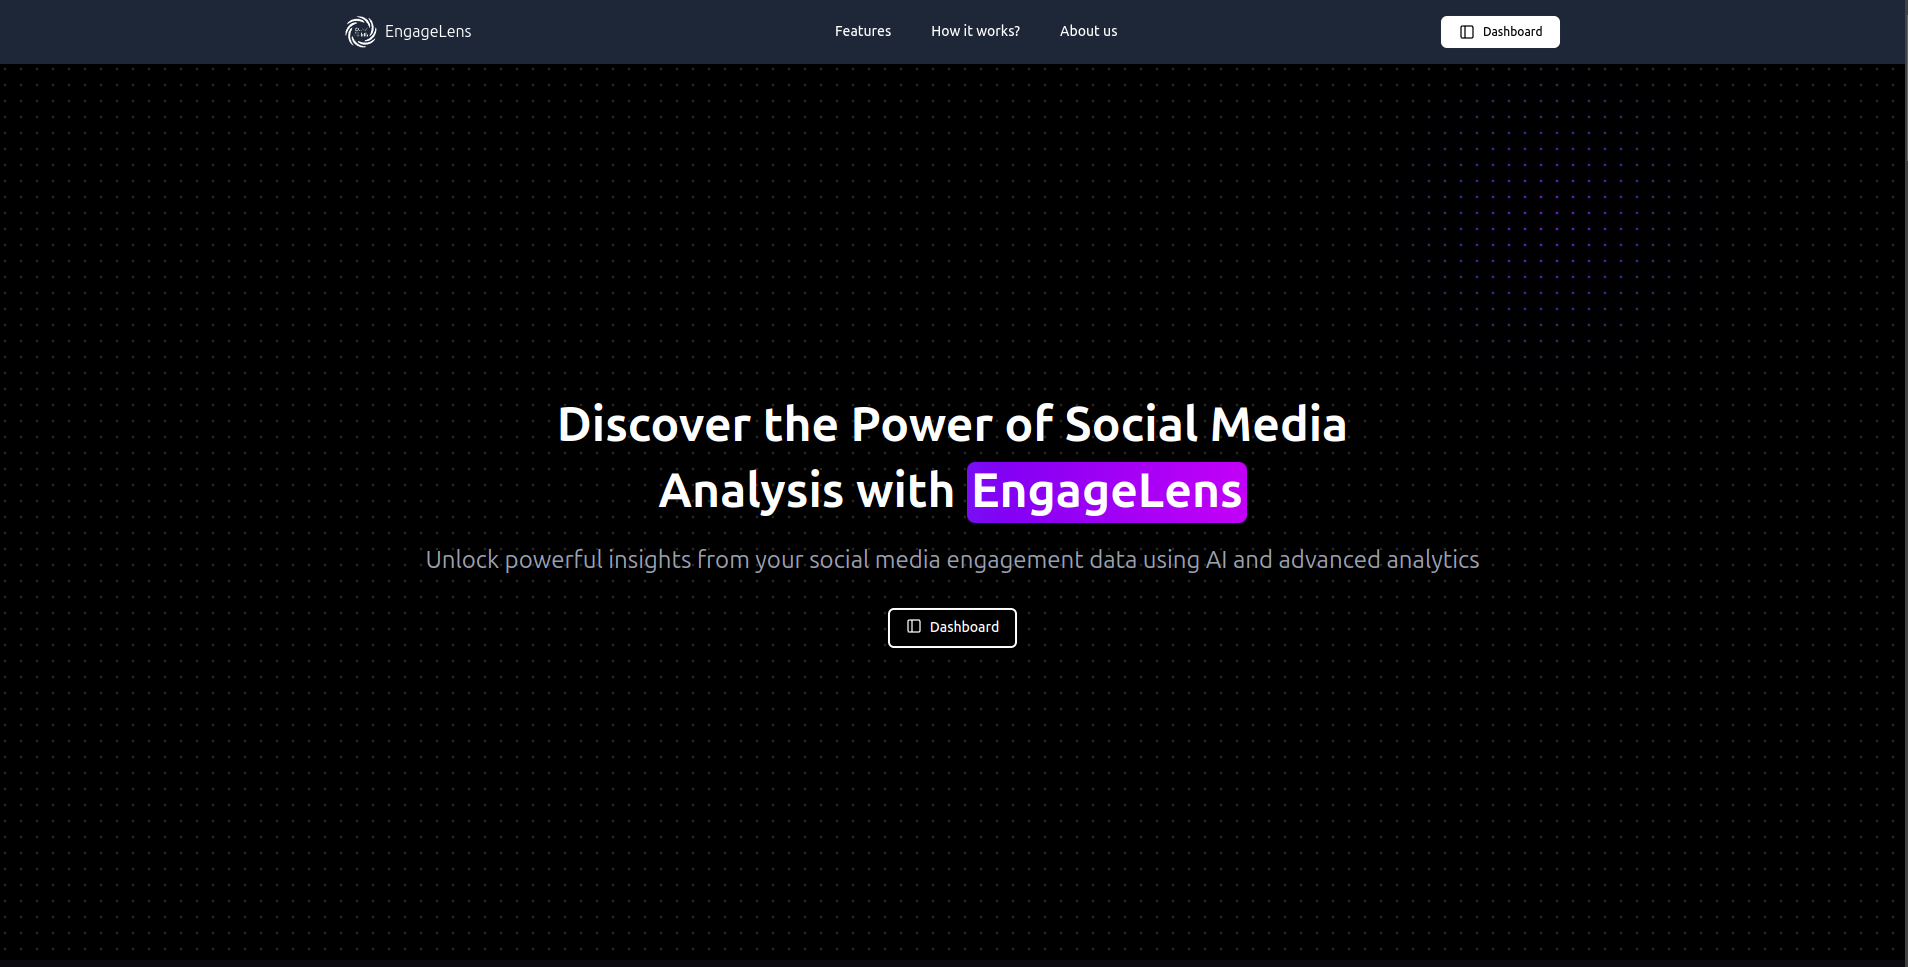 EngageLens
Features
How it works?
About us
Dashboard
Discover the Power of Social Media
Analysis with EngageLens
Unlock powerful insights from your social media engagement data using AI and advanced analytics
Dashboard